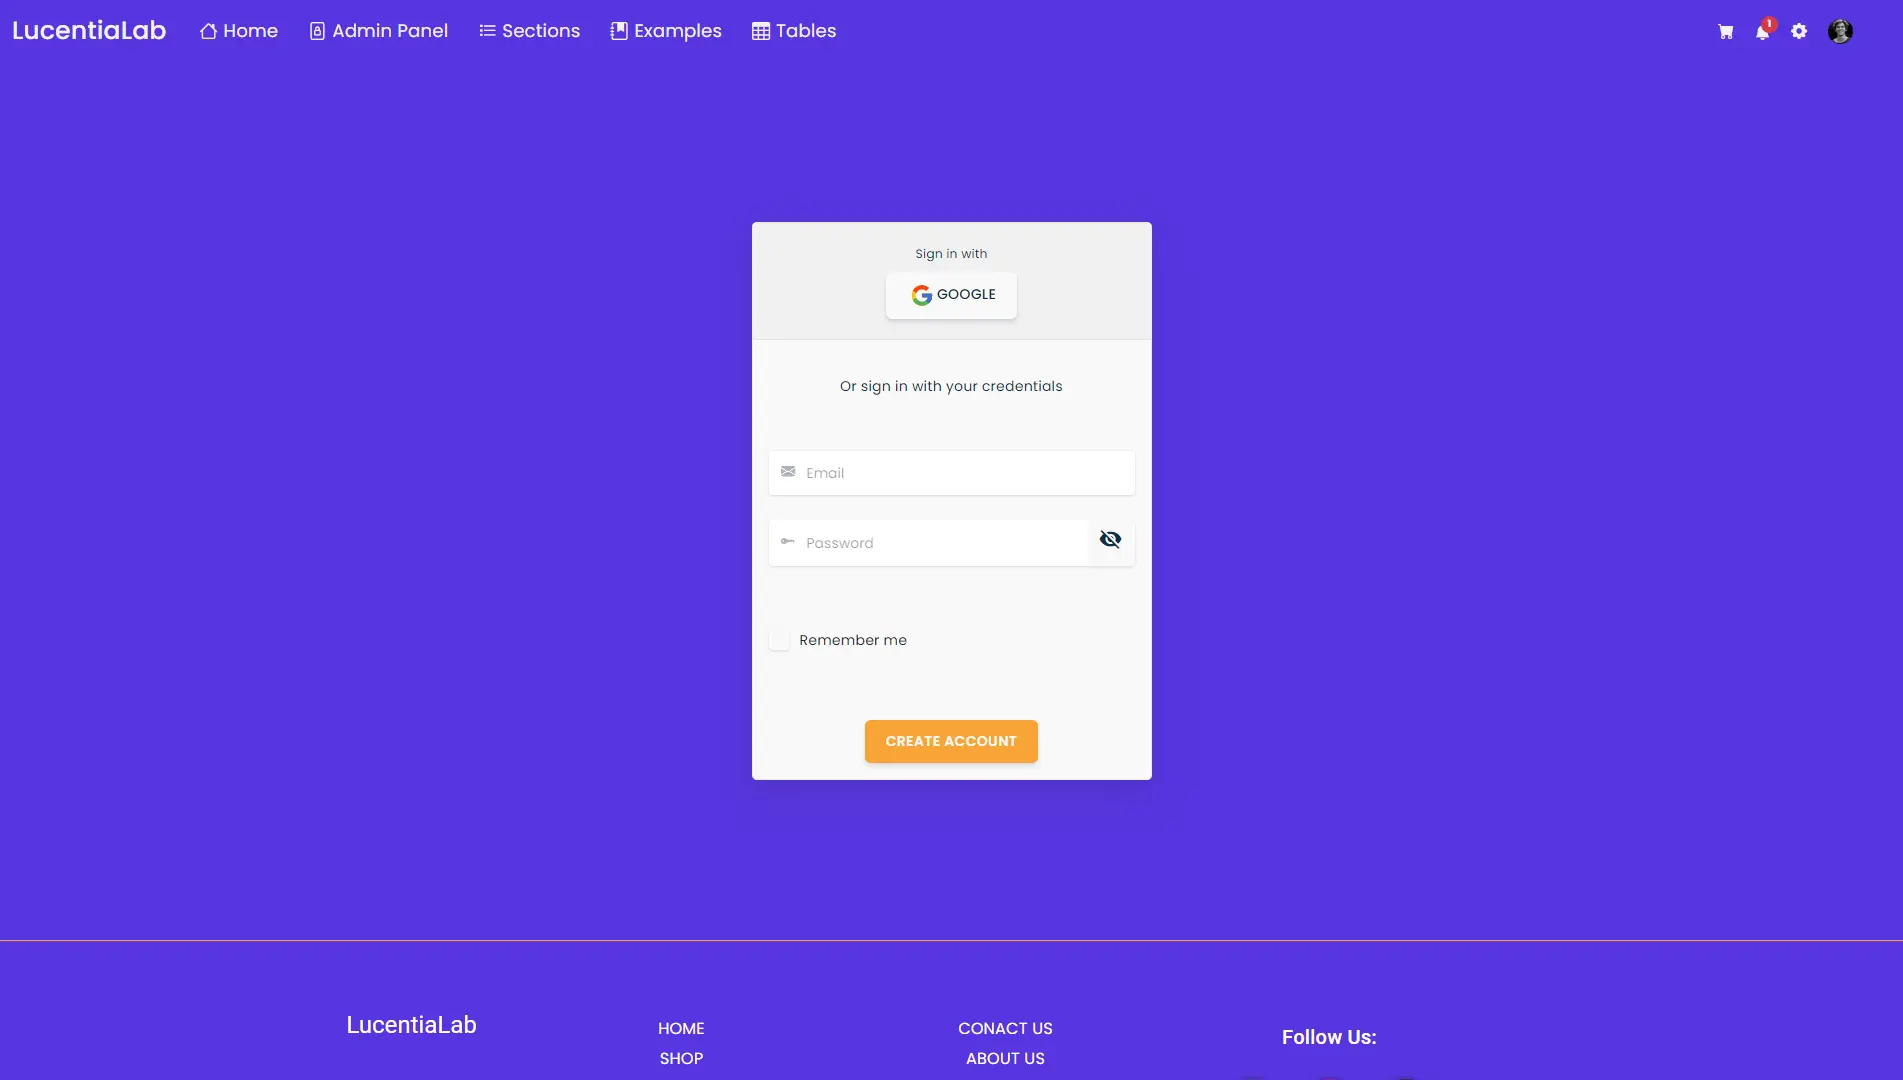 LucentiaLab Home Admin Panel Sections Examples Tables 1
Sign in with
GOOGLE
Or sign in with your credentials
Email
Password
Remember me
CREATE ACCOUNT
LucentiaLab
HOME
SHOP
CONACT US
ABOUT US
Follow Us: